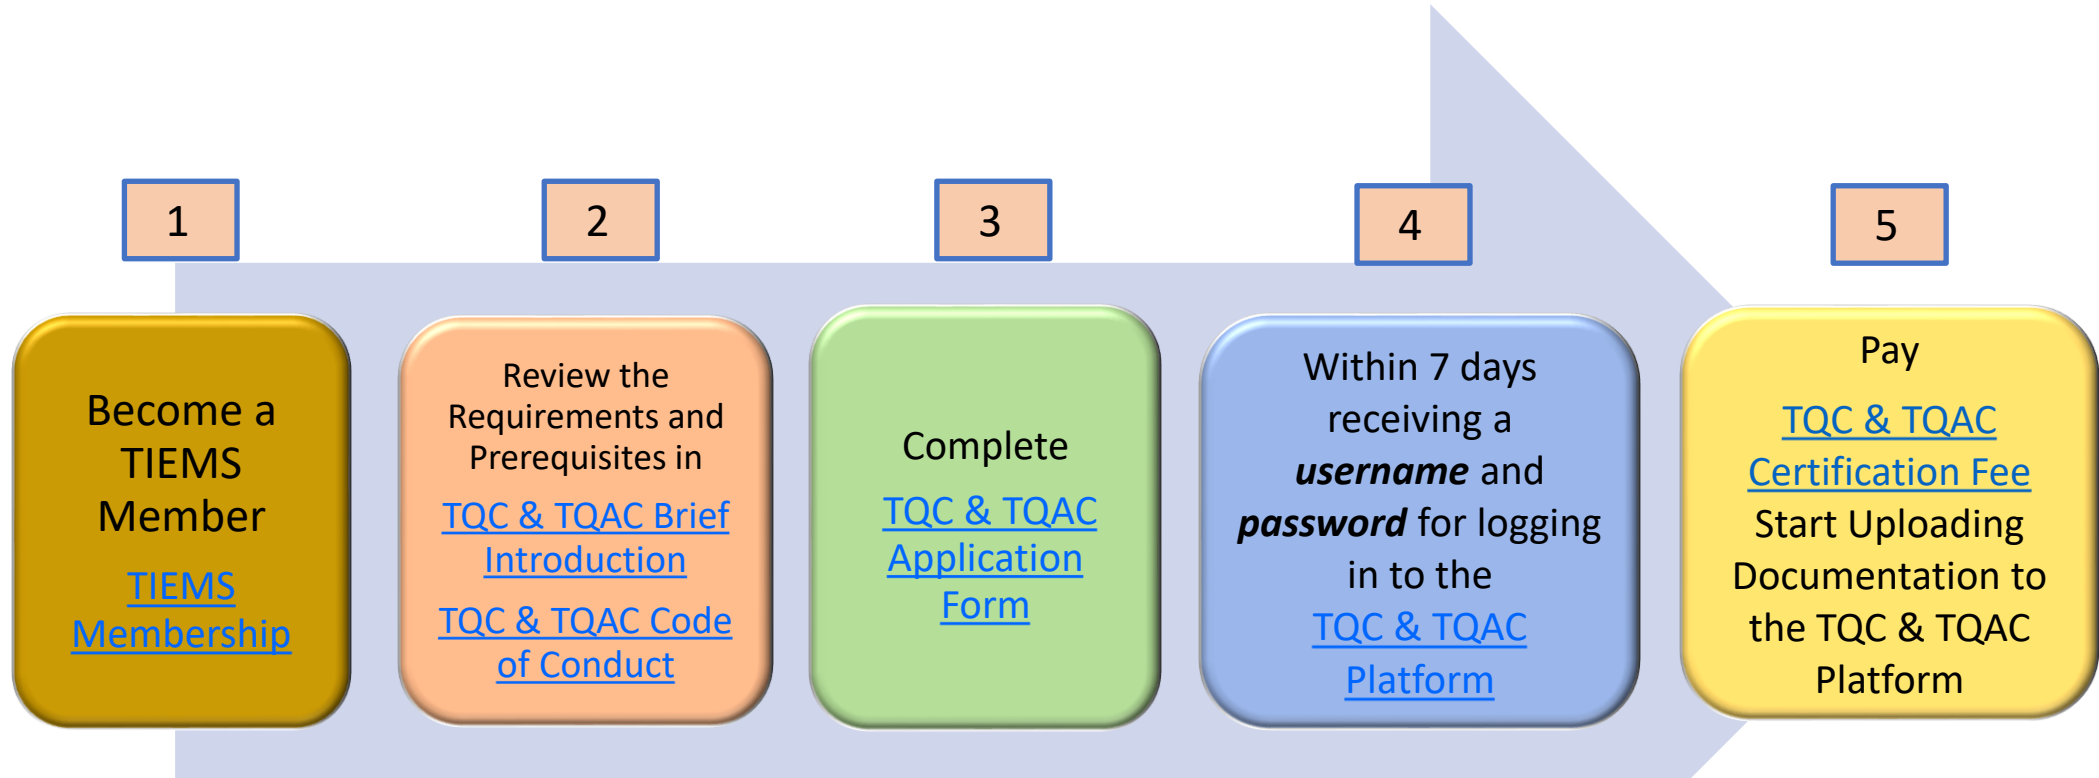 1
Become a
TIEMS
Member
TIEMS
Membership
2
Review the
Requirements and
Prerequisites in
TQC & TQAC Brief
Introduction
TQC & TQAC Code
of Conduct
3
Complete
TQC & TQAC
Application
Form
4
Within 7 days
receiving a
username and
password for logging
in to the
TQC & TQAC
Platform
5
Pay
TQC & TQAC
Certification Fee
Start Uploading
Documentation to
the TQC & TQAC
Platform